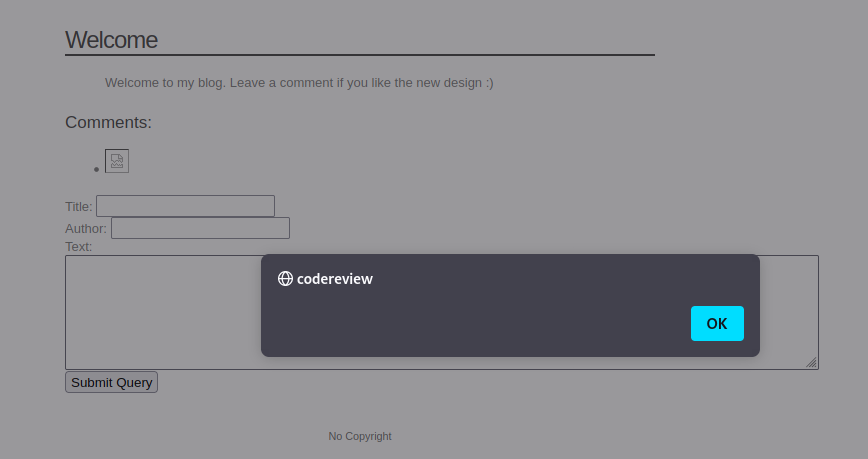 Welcome
Welcome to my blog. Leave a comment if you like the new design :)
Comments:
Title:
Author:
Text:
codereview
OK
Submit Query
No Copyright